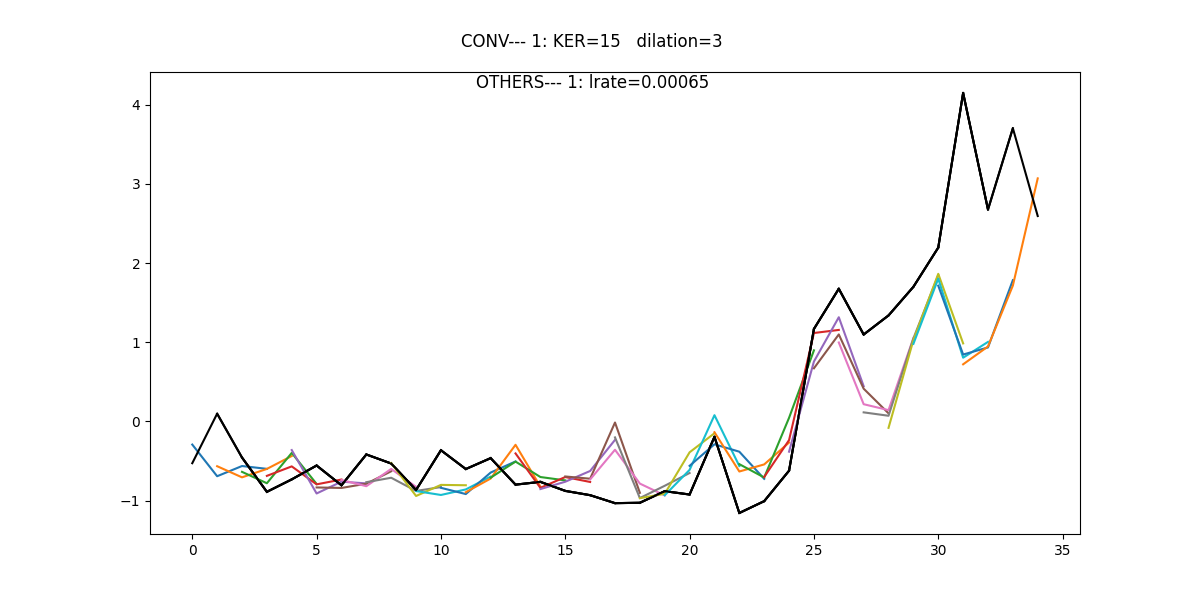 CONV--- 1: KER=15   dilation=3
OTHERS--- 1: lrate=0.00065
4
3
2
1
0
−1
0 5 10 15 20 25 30 35